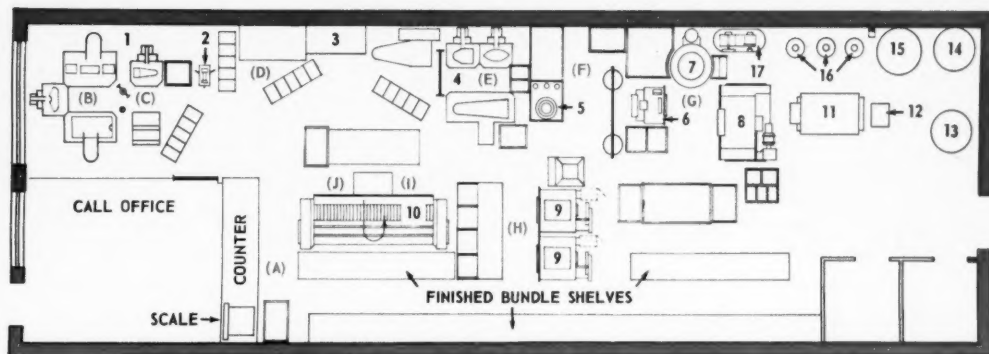 1 2 3 (D) 4 (E) (F) 5 6 7 (G) 17 8 16 15 14
(B) (C) 11 12 13
(J) (I) 10 (H) 9
CALL OFFICE
COUNTER
(A) 9
FINISHED BUNDLE SHELVES
SCALE